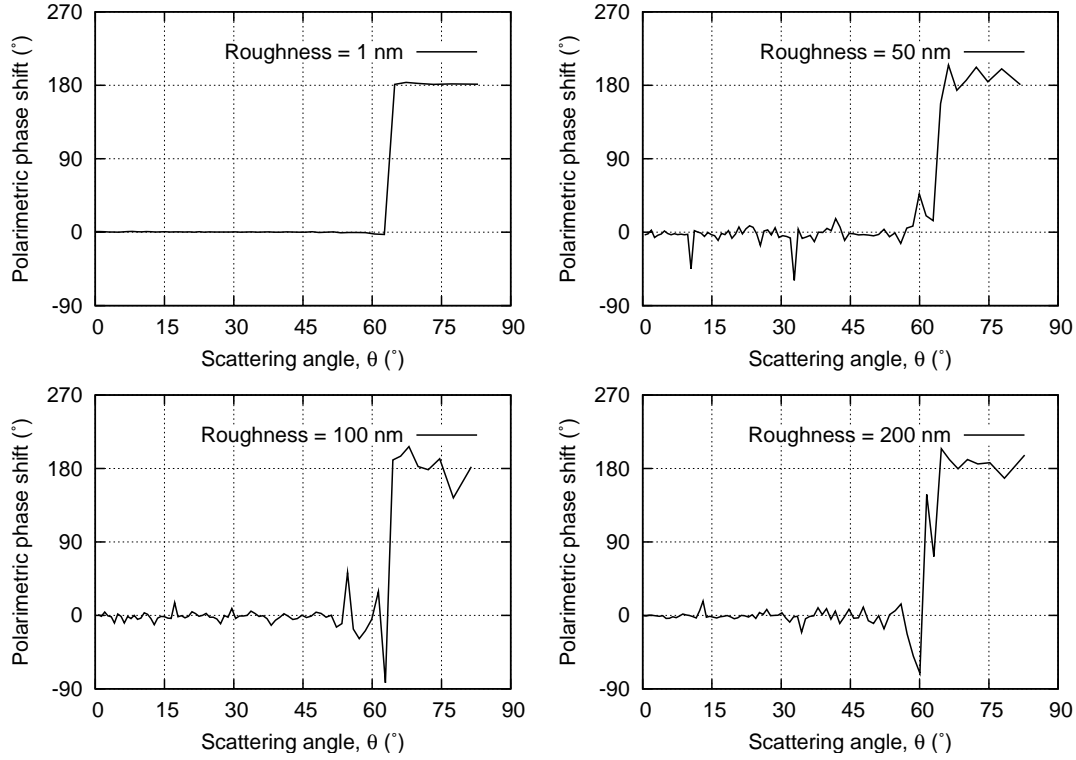 270
180
90
0
-90
Polarimetric phase shift (˚)
Roughness = 1 nm
0 15 30 45 60 75 90
Scattering angle, θ (˚)
270
180
90
0
-90
Polarimetric phase shift (˚)
Roughness = 50 nm
0 15 30 45 60 75 90
Scattering angle, θ (˚)
270
180
90
0
-90
Polarimetric phase shift (˚)
Roughness = 100 nm
0 15 30 45 60 75 90
Scattering angle, θ (˚)
270
180
90
0
-90
Polarimetric phase shift (˚)
Roughness = 200 nm
0 15 30 45 60 75 90
Scattering angle, θ (˚)